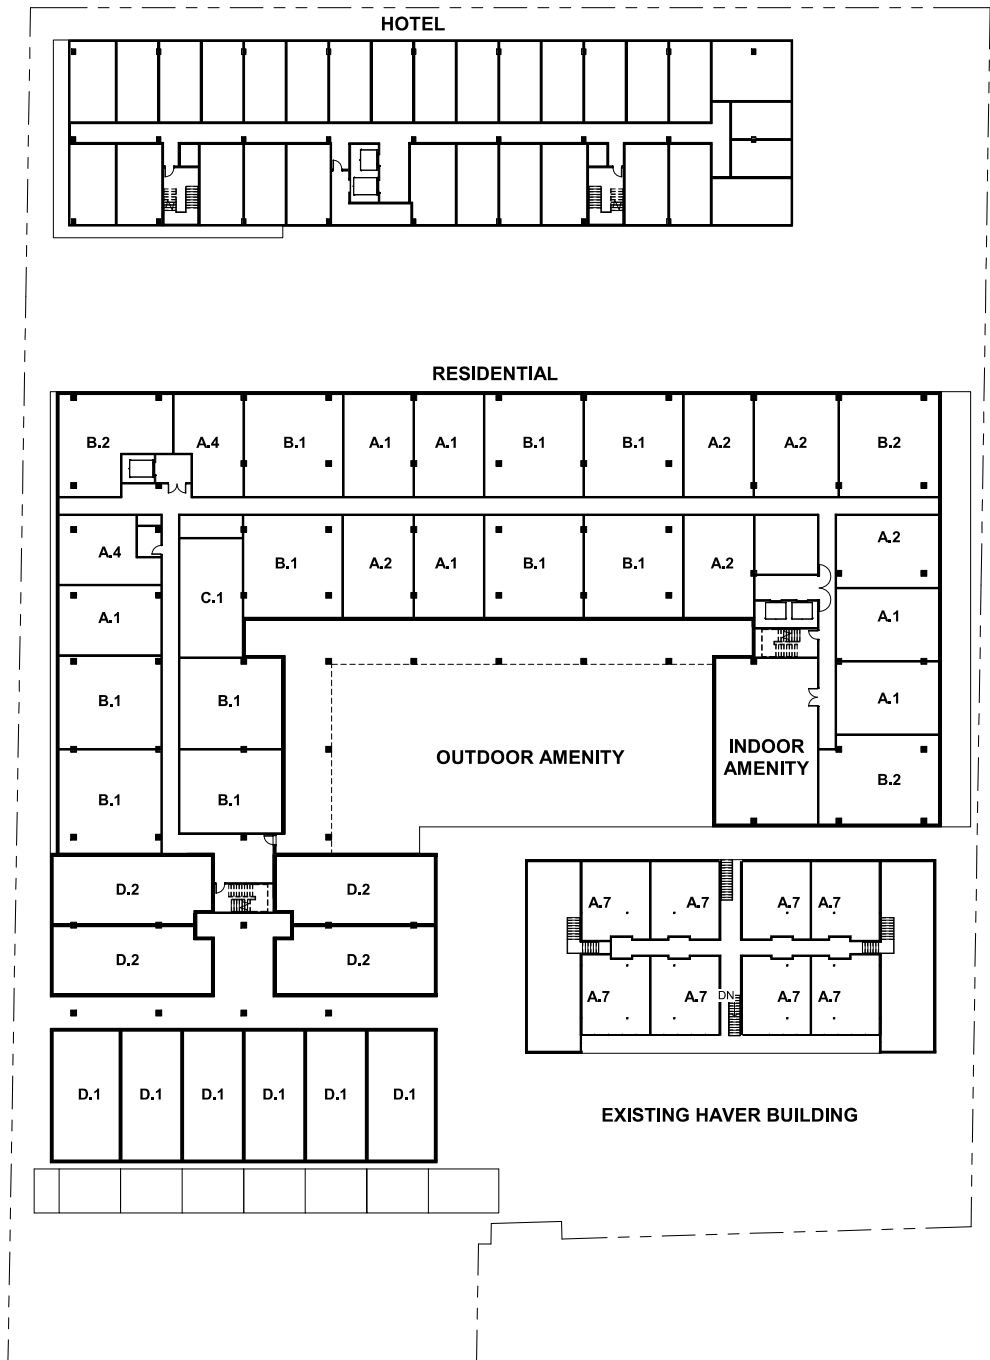 HOTEL
RESIDENTIAL
B.2 A.4 B.1 A.1 A.1 B.1 B.1 A.2 A.2 B.2
A.4 C.1 B.1 A.2 A.1 B.1 B.1 A.2 A.2
A.1 A.1
B.1 B.1 A.1
OUTDOOR AMENITY
INDOOR
AMENITY
B.1 B.1 B.2
D.2 D.2
A.7 A.7 A.7 A.7
D.2 D.2
A.7 A.7 DN A.7 A.7
D.1 D.1 D.1 D.1 D.1 D.1
EXISTING HAVER BUILDING